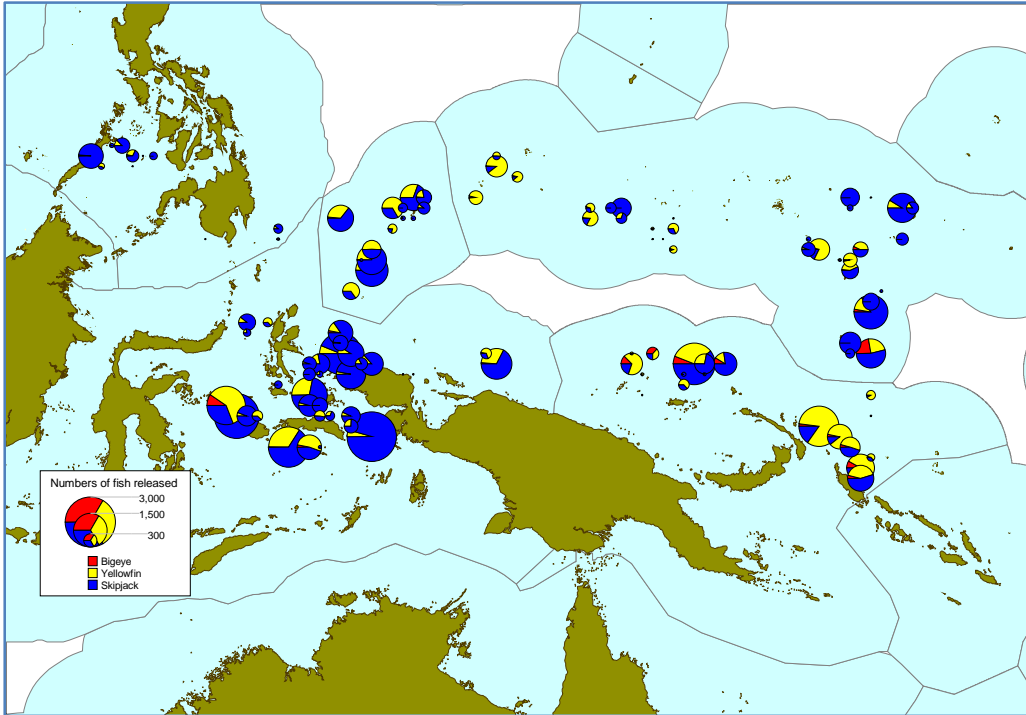 Numbers of fish released
3,000
1,500
300
Bigeye
Yellowfin
Skipjack